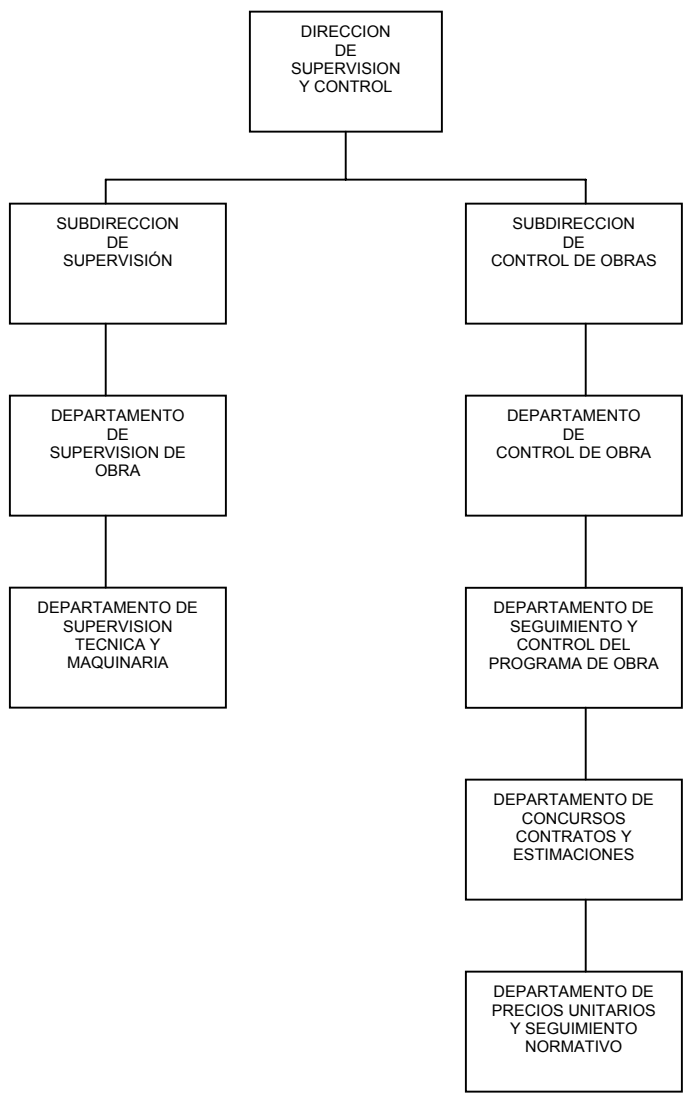 DIRECCION
DE
SUPERVISION
Y CONTROL
SUBDIRECCION
DE
SUPERVISIÓN
SUBDIRECCION
DE
CONTROL DE OBRAS
DEPARTAMENTO
DE
SUPERVISION DE
OBRA
DEPARTAMENTO
DE
CONTROL DE OBRA
DEPARTAMENTO DE
SUPERVISION
TECNICA Y
MAQUINARIA
DEPARTAMENTO DE
SEGUIMIENTO Y
CONTROL DEL
PROGRAMA DE OBRA
DEPARTAMENTO DE
CONCURSOS
CONTRATOS Y
ESTIMACIONES
DEPARTAMENTO DE
PRECIOS UNITARIOS
Y SEGUIMIENTO
NORMATIVO